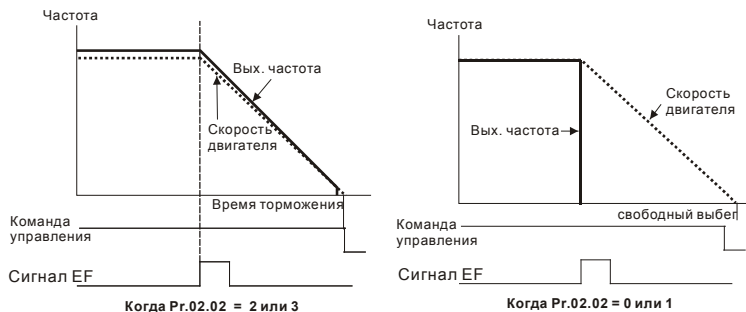 Частота
Вых. частота
Скорость
двигателя
Время торможения
Команда
управления
Сигнал EF
Когда Pr.02.02 = 2 или 3
Частота
Скорость
двигателя
Вых. частота
свободный выбег
Команда
управления
Сигнал EF
Когда Pr.02.02 = 0 или 1